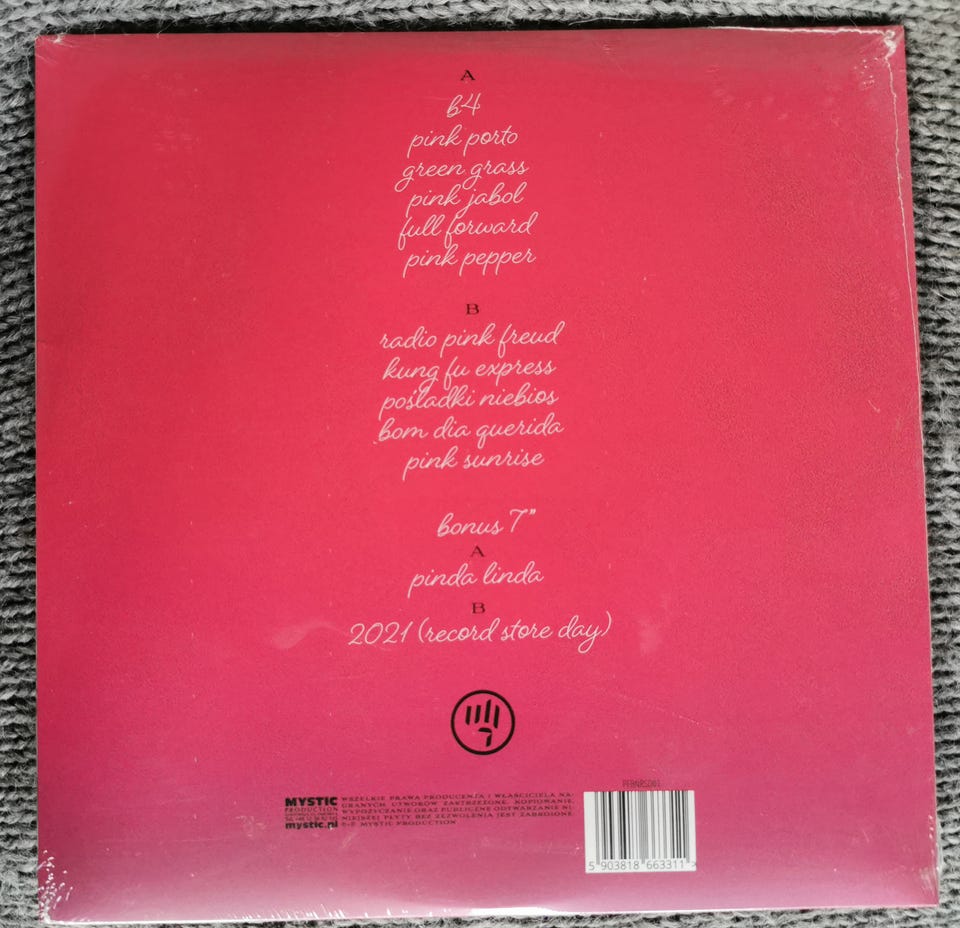 A
b4
pink porto
green grass
pink jabol
full forward
pink pepper
B
radio pink freud
kung fu express
pośladki niebios
bom dia querida
pink sunrise
bonus 7"
A
pinda linda
B
2021 (record store day)
MYSTIC
PRODUCTION
mystic.pl
WSZELKIE PRAWA PRODUCENTA I WŁAŚCICIELA NA-
GRANYCH UTWORÓW ZASTRZEŻONE. KOPIOWANIE,
WYPOŻYCZANIE ORAZ PUBLICZNE ODTWARZANIE NI-
NIEJSZEJ PŁYTY BEZ ZEZWOLENIA JEST ZABRONIONE.
MYSTIC PRODUCTION
5 903818 663311 >